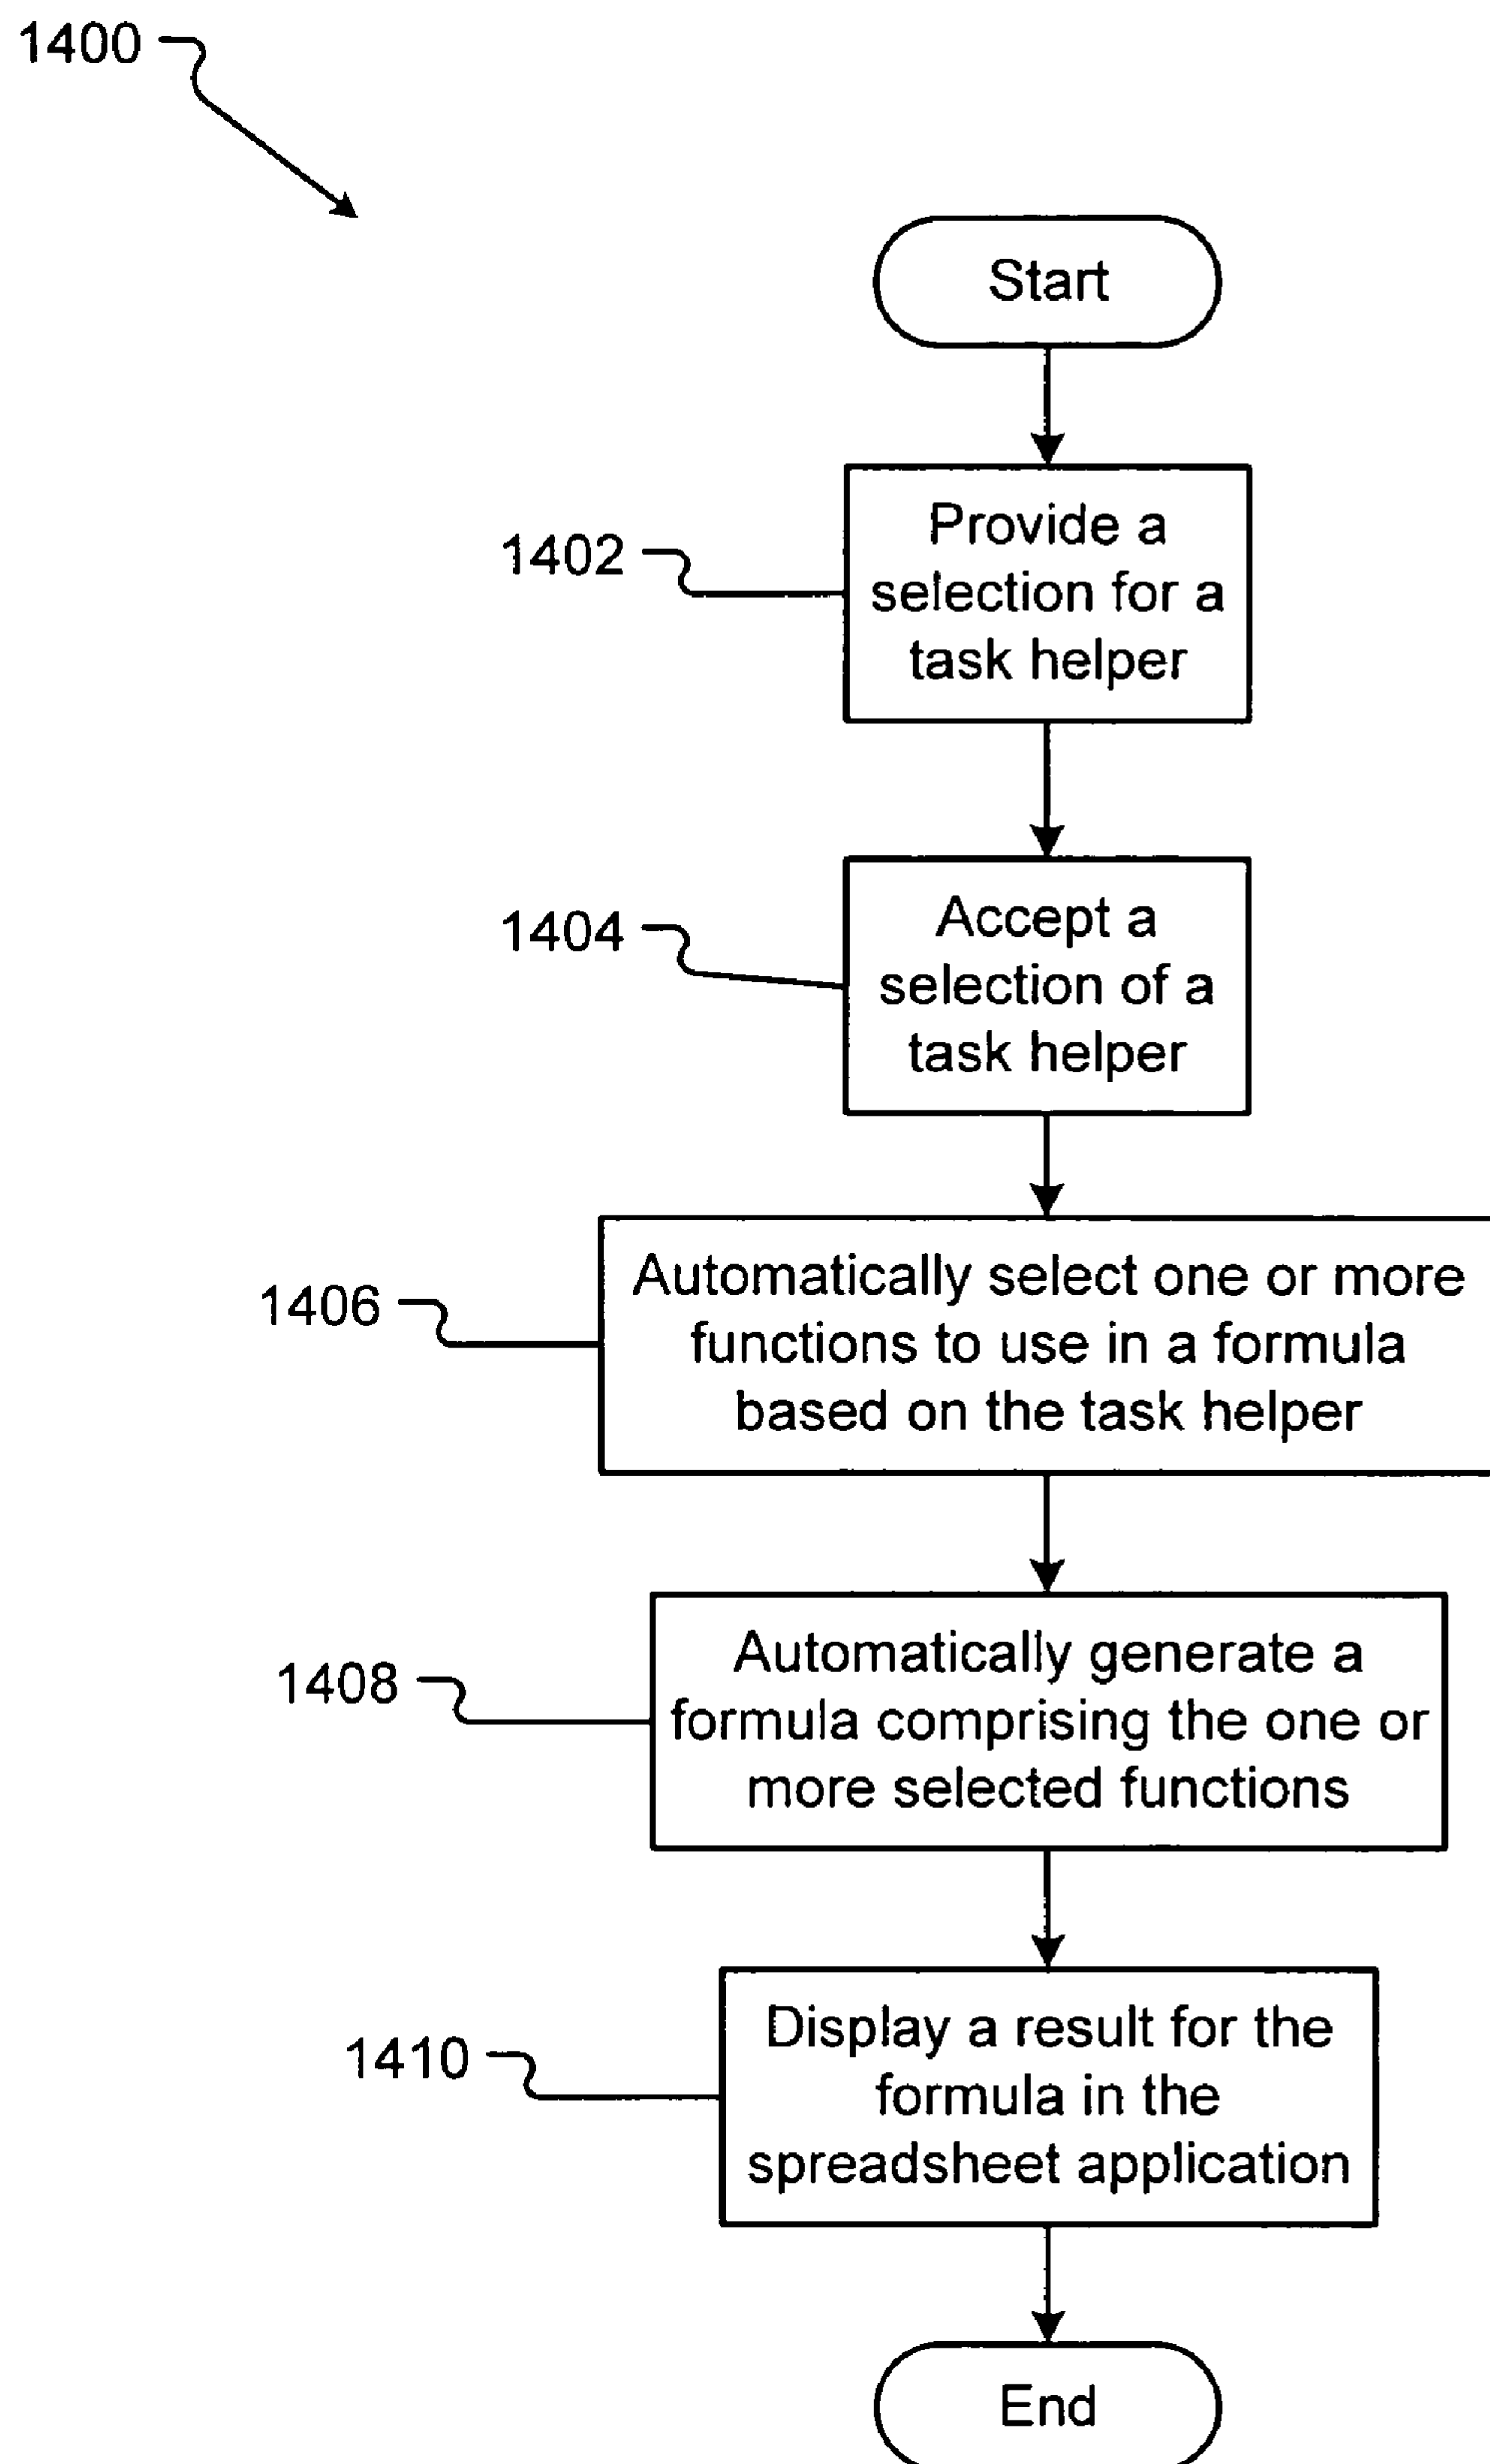 1400
Start
1402
Provide a
selection for a
task helper
1404
Accept a
selection of a
task helper
1406
Automatically select one or more
functions to use in a formula
based on the task helper
1408
Automatically generate a
formula comprising the one or
more selected functions
1410
Display a result for the
formula in the
spreadsheet application
End